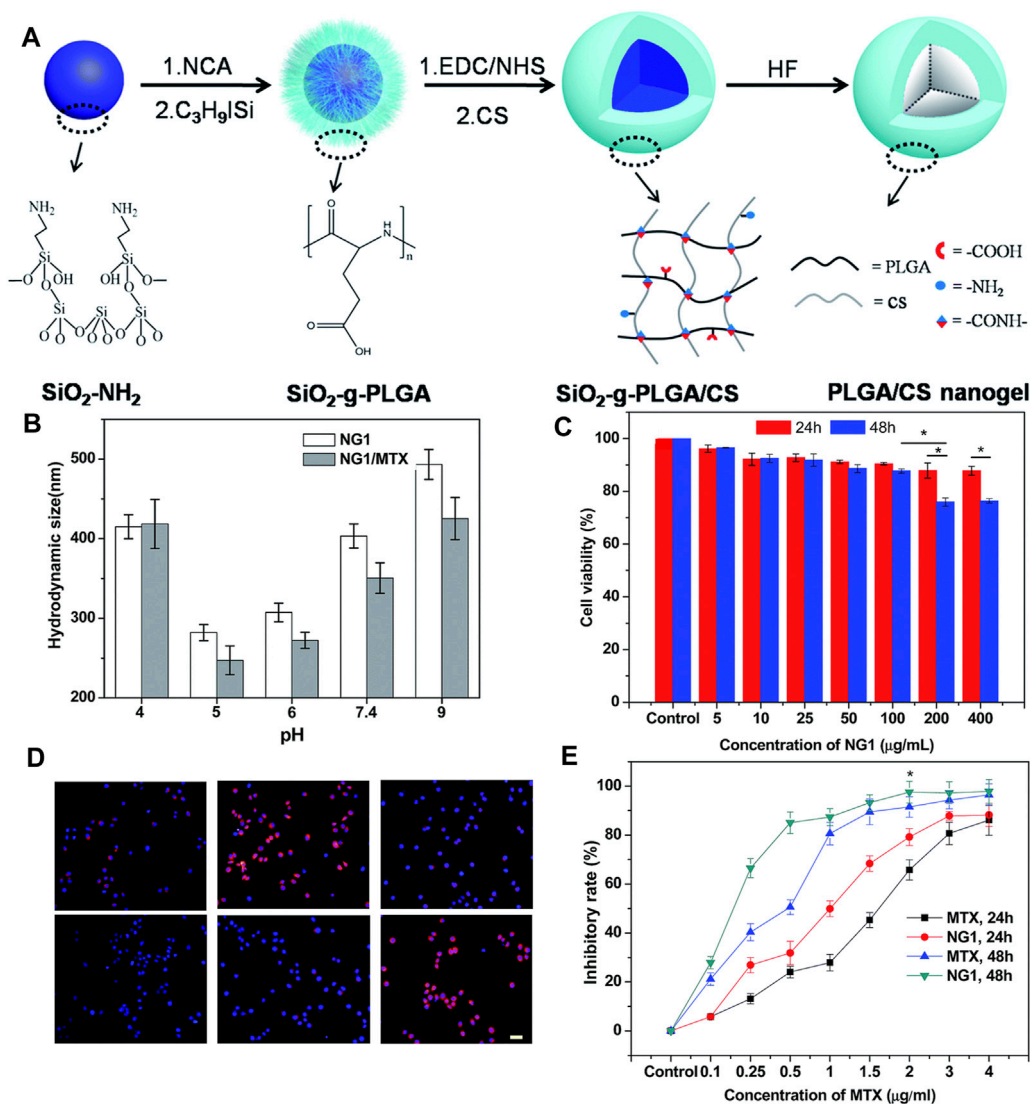 A
1.NCA
2.C₃H₉ISi
1.EDC/NHS
2.CS
HF
NH₂
NH₂
Si
OH
O
O
Si
OH
O
O
Si
Si
Si
O
O
O
O
O
O
O
O
O
H
N
n
O
OH
= PLGA
= CS
= -COOH
= -NH₂
= -CONH-
SiO₂-NH₂
SiO₂-g-PLGA
SiO₂-g-PLGA/CS
PLGA/CS nanogel
B
NG1
NG1/MTX
Hydrodynamic size(nm)
500
400
300
200
4
5
6
7.4
9
pH
C
24h
48h
*
*
*
Cell viability (%)
100
80
60
40
20
0
Control
5
10
25
50
100
200
400
Concentration of NG1 (μg/mL)
D
E
*
Inhibitory rate (%)
100
80
60
40
20
0
MTX, 24h
NG1, 24h
MTX, 48h
NG1, 48h
Control
0.1
0.25
0.5
1
1.5
2
3
4
Concentration of MTX (μg/ml)